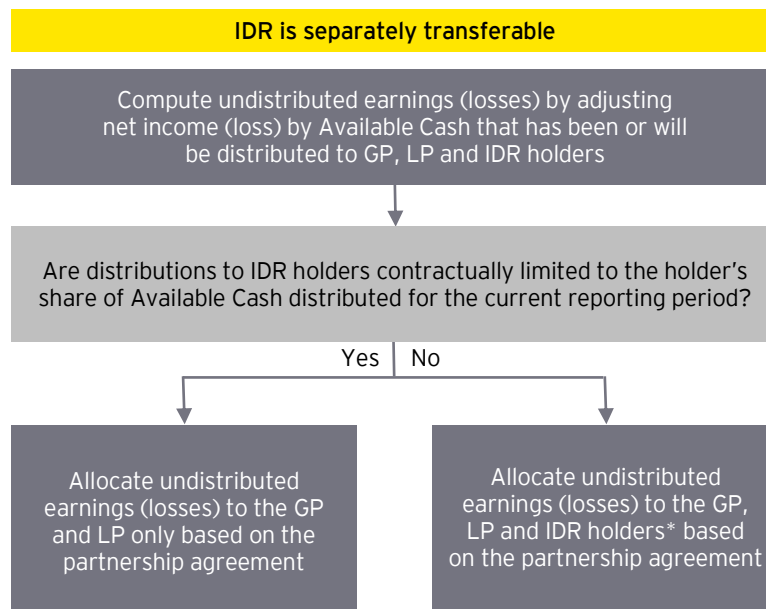 IDR is separately transferable
Compute undistributed earnings (losses) by adjusting
net income (loss) by Available Cash that has been or will
be distributed to GP, LP and IDR holders
Are distributions to IDR holders contractually limited to the holder's
share of Available Cash distributed for the current reporting period?
Yes No
Allocate undistributed
earnings (losses) to the GP
and LP only based on the
partnership agreement
Allocate undistributed
earnings (losses) to the GP,
LP and IDR holders* based
on the partnership agreement